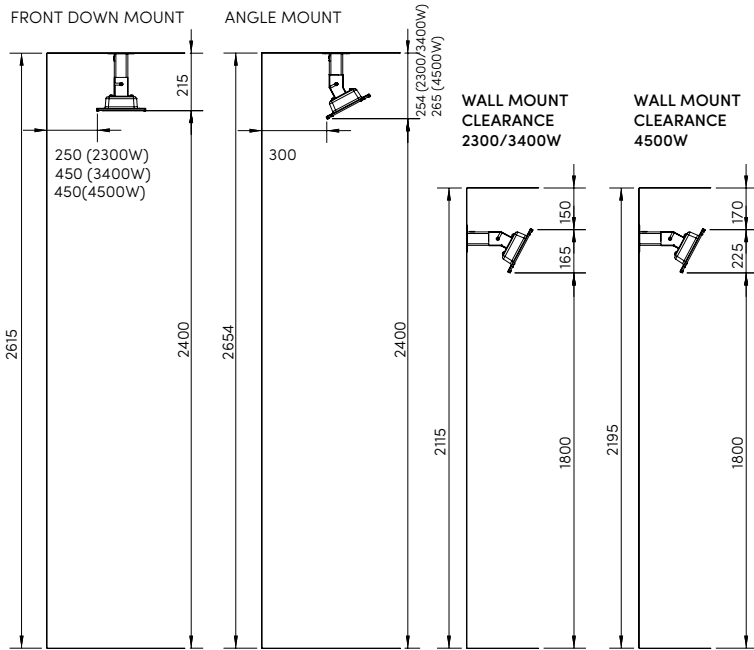 FRONT DOWN MOUNT
215
250 (2300W)
450 (3400W)
450(4500W)
2615
2400
ANGLE MOUNT
254 (2300/3400W)
265 (4500W)
300
2654
2400
WALL MOUNT
CLEARANCE
2300/3400W
150
165
2115
1800
WALL MOUNT
CLEARANCE
4500W
170
225
2195
1800